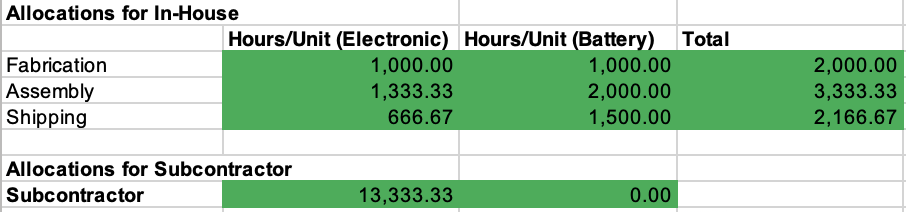 Allocations for In-House
Hours/Unit (Electronic) Hours/Unit (Battery) Total
Fabrication 1,000.00 1,000.00 2,000.00
Assembly 1,333.33 2,000.00 3,333.33
Shipping 666.67 1,500.00 2,166.67
Allocations for Subcontractor
Subcontractor 13,333.33 0.00